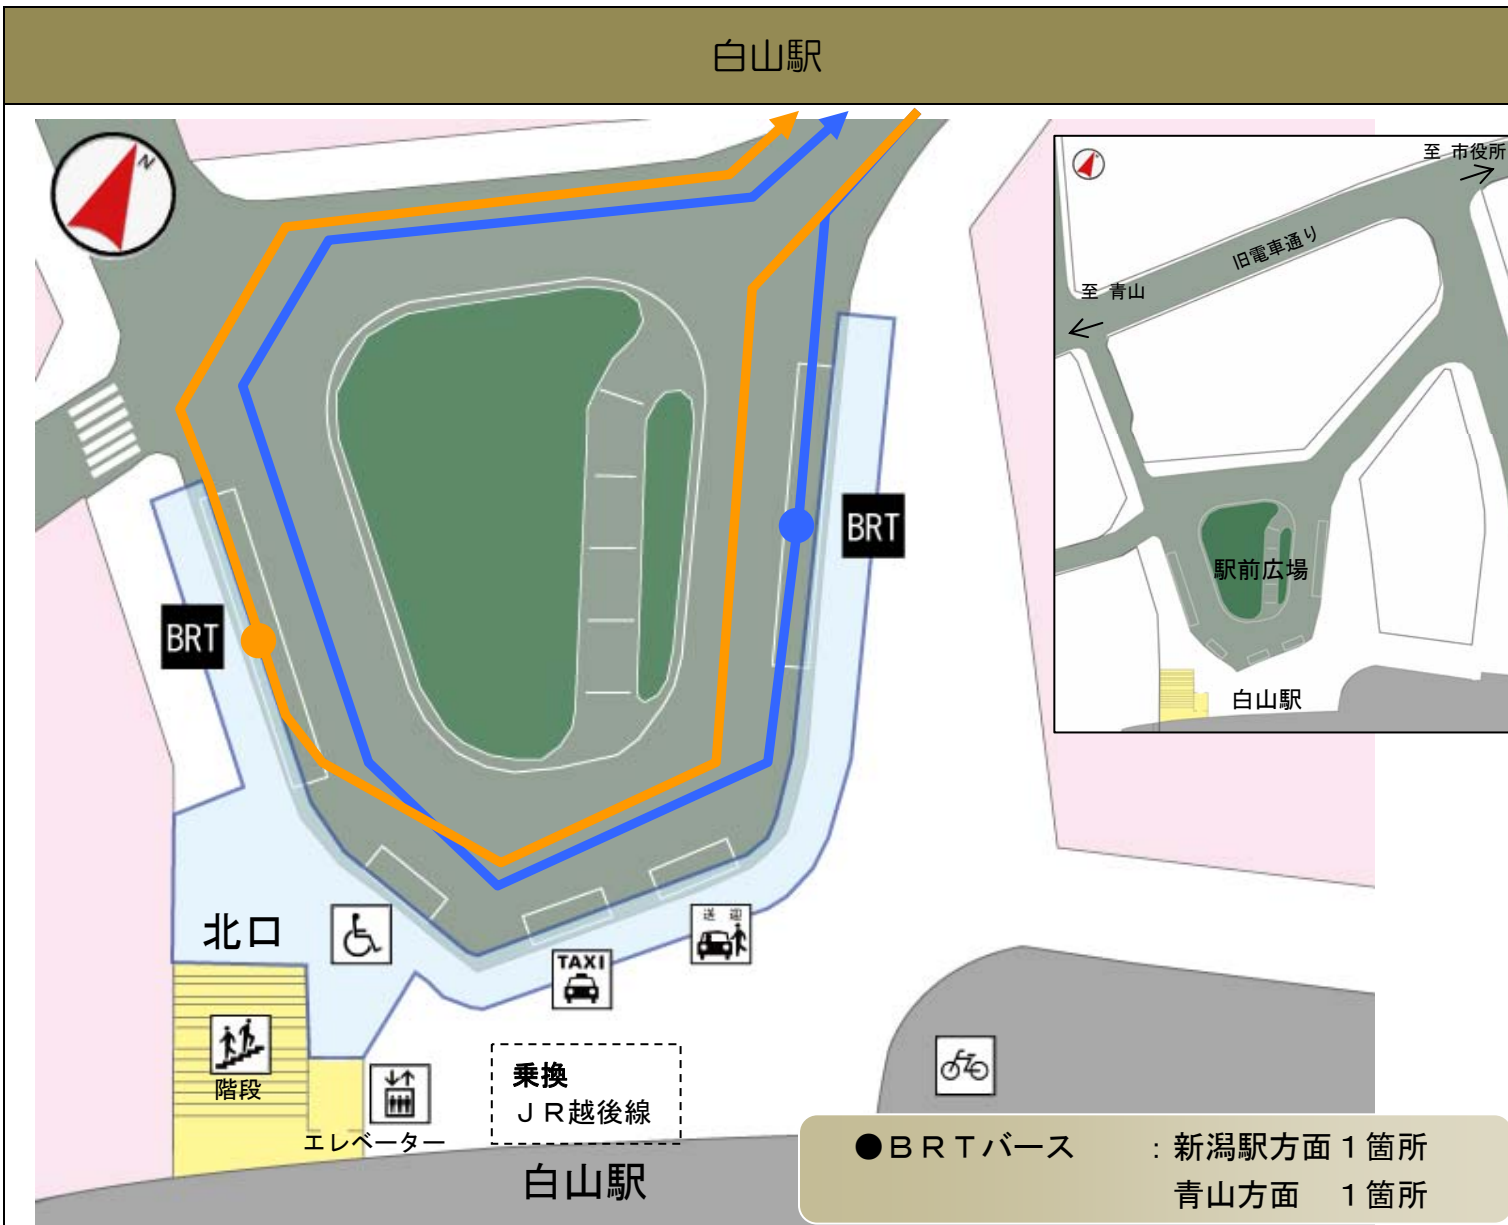 白山駅
N
至 市役所
旧電車通り
至 青山
駅前広場
白山駅
BRT
BRT
北口
送 迎
TAXI
階段
エレベーター
乗換
ＪＲ越後線
白山駅
●ＢＲＴバース ：新潟駅方面１箇所
青山方面 １箇所